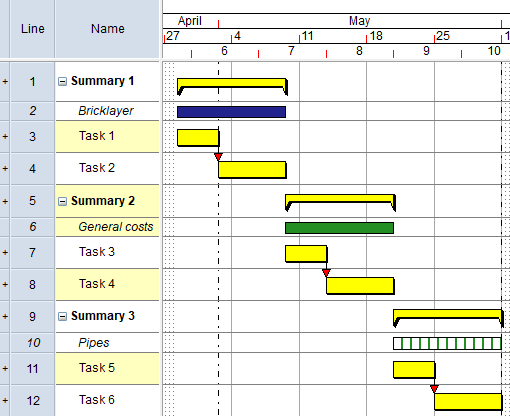 Line Name April May
27 4 11 18 25 1
6 7 8 9 10
1 Summary 1
2 Bricklayer
3 Task 1
4 Task 2
5 Summary 2
6 General costs
7 Task 3
8 Task 4
9 Summary 3
10 Pipes
11 Task 5
12 Task 6